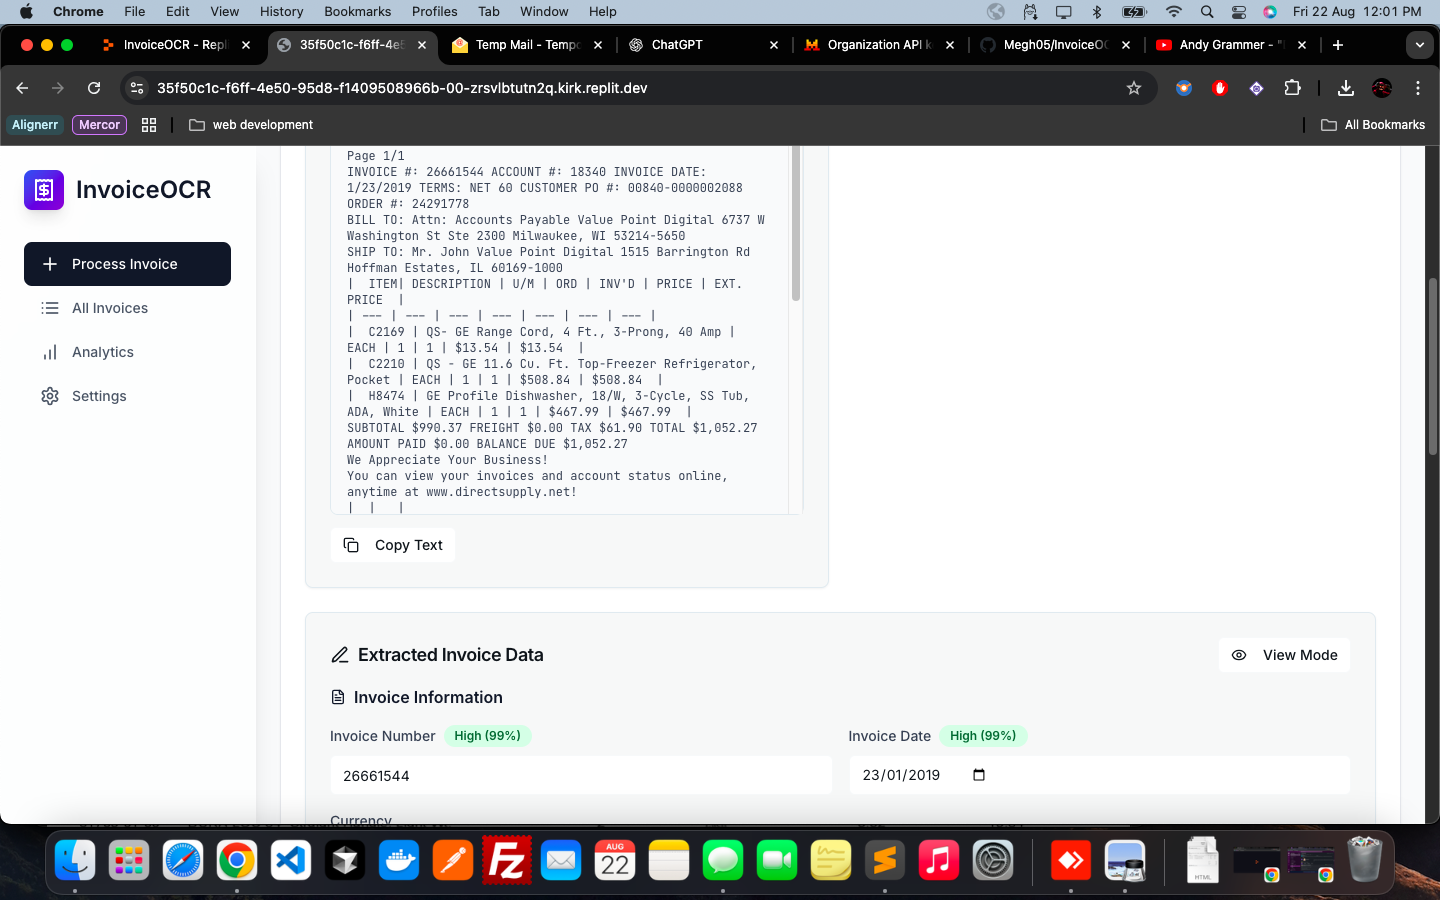 Chrome File Edit View History Bookmarks Profiles Tab Window Help Fri 22 Aug 12:01 PM
InvoiceOCR - Repl 35f50c1c-f6ff-4e5 Temp Mail - Tempo ChatGPT Organization API k Megh05/InvoiceOC Andy Grammer - "
35f50c1c-f6ff-4e50-95d8-f1409508966b-00-zrsvlbtutn2q.kirk.replit.dev
Alignerr Mercor web development All Bookmarks
InvoiceOCR
Process Invoice
All Invoices
Analytics
Settings
Page 1/1
INVOICE #: 26661544 ACCOUNT #: 18340 INVOICE DATE:
1/23/2019 TERMS: NET 60 CUSTOMER PO #: 00840-0000002088
ORDER #: 24291778
BILL TO: Attn: Accounts Payable Value Point Digital 6737 W
Washington St Ste 2300 Milwaukee, WI 53214-5650
SHIP TO: Mr. John Value Point Digital 1515 Barrington Rd
Hoffman Estates, IL 60169-1000
| ITEM| DESCRIPTION | U/M | ORD | INV'D | PRICE | EXT.
PRICE |
| --- | --- | --- | --- | --- | --- | --- |
| C2169 | QS- GE Range Cord, 4 Ft., 3-Prong, 40 Amp |
EACH | 1 | 1 | $13.54 | $13.54 |
| C2210 | QS - GE 11.6 Cu. Ft. Top-Freezer Refrigerator,
Pocket | EACH | 1 | 1 | $508.84 | $508.84 |
| H8474 | GE Profile Dishwasher, 18/W, 3-Cycle, SS Tub,
ADA, White | EACH | 1 | 1 | $467.99 | $467.99 |
SUBTOTAL $990.37 FREIGHT $0.00 TAX $61.90 TOTAL $1,052.27
AMOUNT PAID $0.00 BALANCE DUE $1,052.27
We Appreciate Your Business!
You can view your invoices and account status online,
anytime at www.directsupply.net!
| | |
Copy Text
Extracted Invoice Data
View Mode
Invoice Information
Invoice Number High (99%)
Invoice Date High (99%)
26661544
23/01/2019
Currency
AUG
22
FZ
HTML